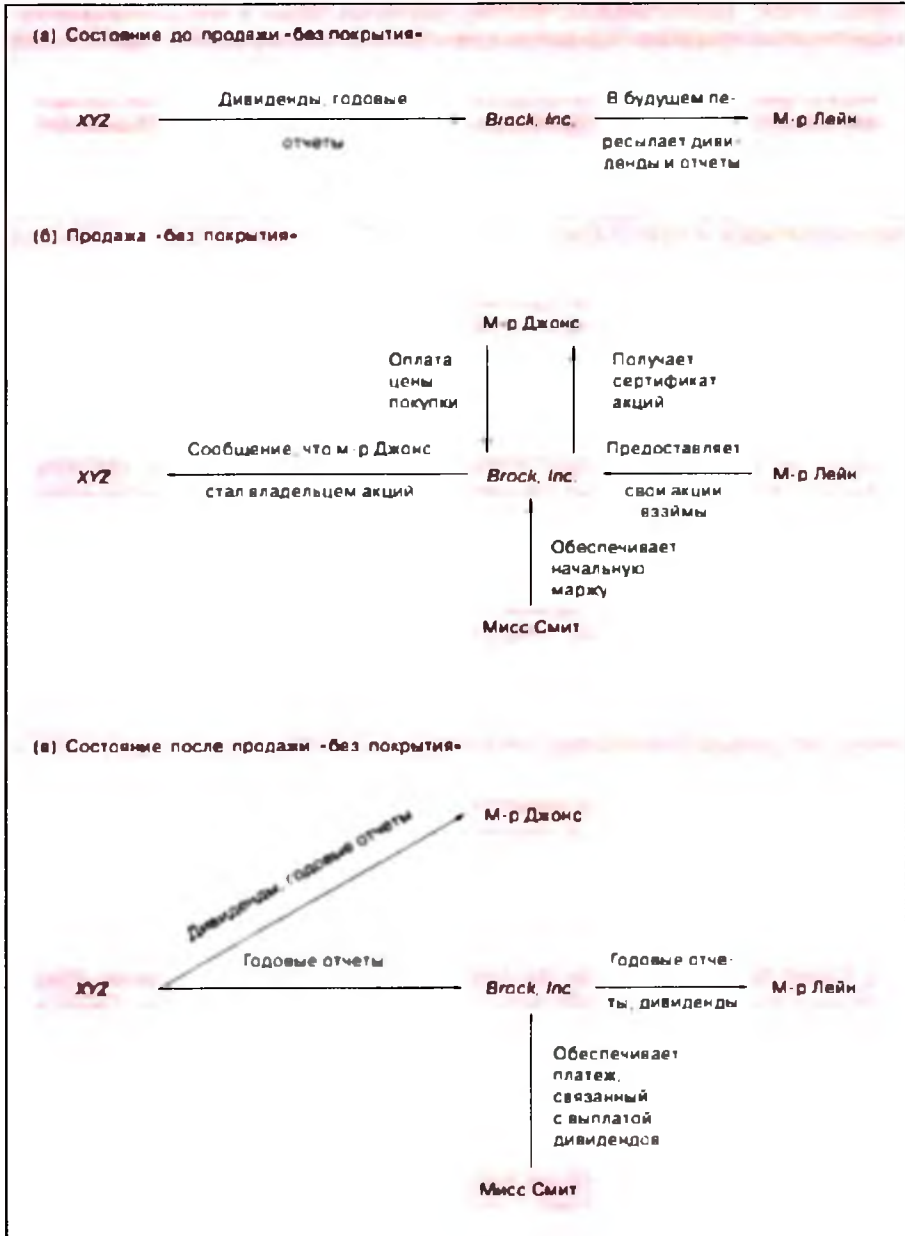 (а) Состояние до продажи «без покрытия»
Дивиденды, годовые
В будущем пе-
XYZ
Brock, Inc.
М-р Лейн
отчеты
ресылает диви-
денды и отчеты
(б) Продажа «без покрытия»
М-р Джонс
Оплата
цены
покупки
Получает
сертификат
акций
Сообщение, что м-р Джонс
Предоставляет
XYZ
Brock, Inc.
М-р Лейн
стал владельцем акций
свои акции
взаймы
Обеспечивает
начальную
маржу
Мисс Смит
(в) Состояние после продажи «без покрытия»
М-р Джонс
Дивиденды, годовые отчеты
Годовые отчеты
Годовые отче-
XYZ
Brock, Inc
М-р Лейн
ты, дивиденды
Обеспечивает
платеж,
связанный
с выплатой
дивидендов
Мисс Смит